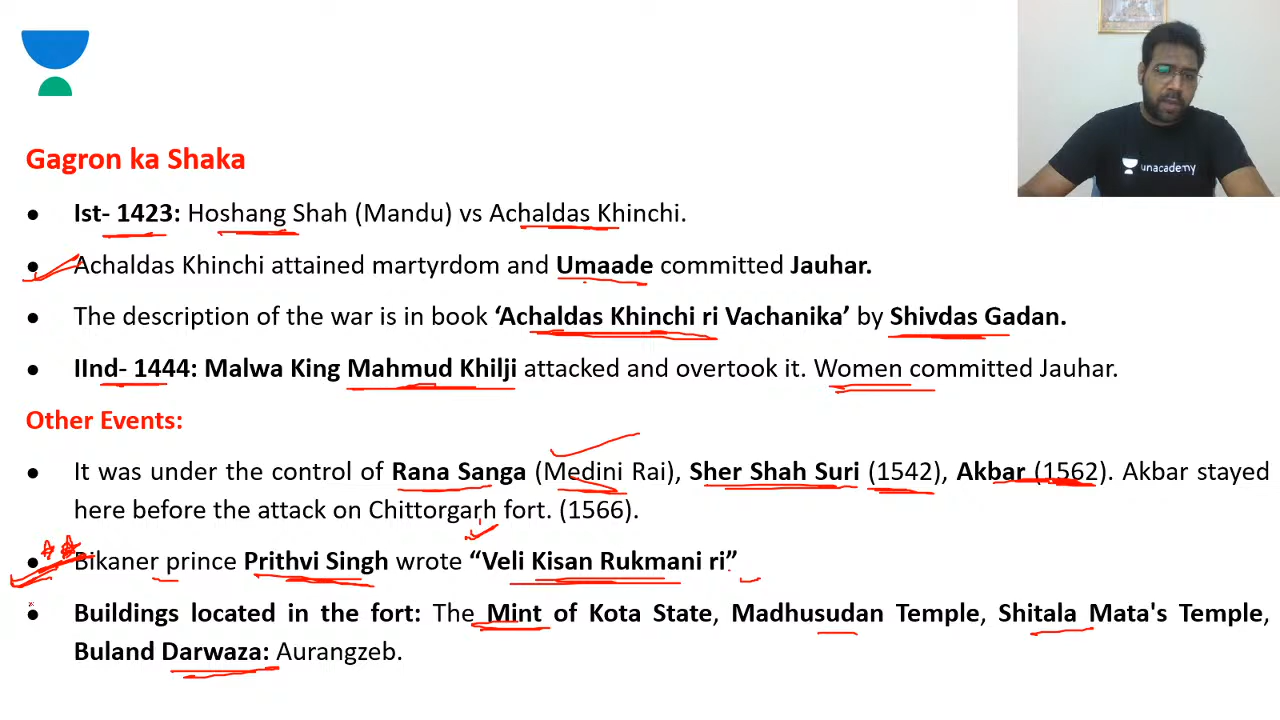 unacademy
Gagron ka Shaka
● Ist- 1423: Hoshang Shah (Mandu) vs Achaldas Khinchi.
● Achaldas Khinchi attained martyrdom and Umaade committed Jauhar.
● The description of the war is in book ‘Achaldas Khinchi ri Vachanika’ by Shivdas Gadan.
● IInd- 1444: Malwa King Mahmud Khilji attacked and overtook it. Women committed Jauhar.
Other Events:
● It was under the control of Rana Sanga (Medini Rai), Sher Shah Suri (1542), Akbar (1562). Akbar stayed
here before the attack on Chittorgarh fort. (1566).
● Bikaner prince Prithvi Singh wrote “Veli Kisan Rukmani ri”
● Buildings located in the fort: The Mint of Kota State, Madhusudan Temple, Shitala Mata's Temple,
Buland Darwaza: Aurangzeb.